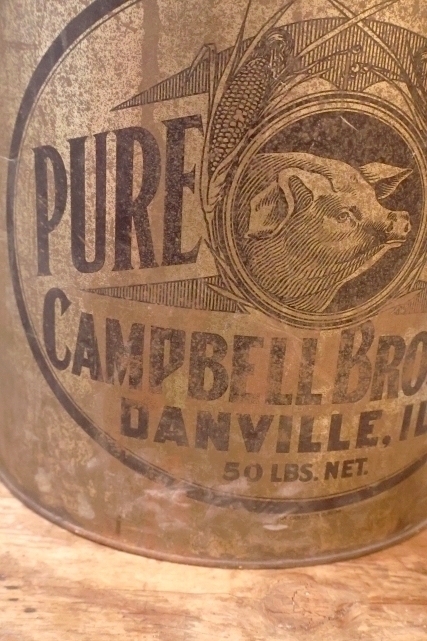 PURE
CAMPBELL BRO
DANVILLE, IL
50 LBS. NET.